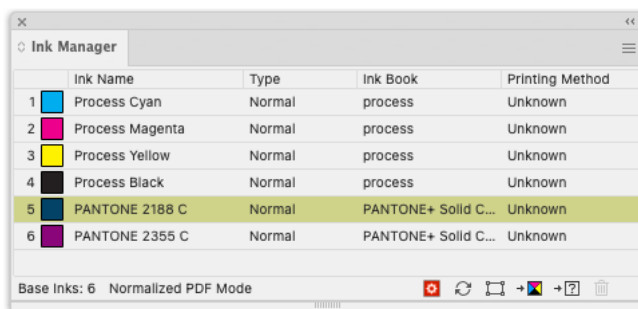 Ink Manager
Ink Name Type Ink Book Printing Method
1 Process Cyan Normal process Unknown
2 Process Magenta Normal process Unknown
3 Process Yellow Normal process Unknown
4 Process Black Normal process Unknown
5 PANTONE 2188 C Normal PANTONE+ Solid C... Unknown
6 PANTONE 2355 C Normal PANTONE+ Solid C... Unknown
Base Inks: 6 Normalized PDF Mode